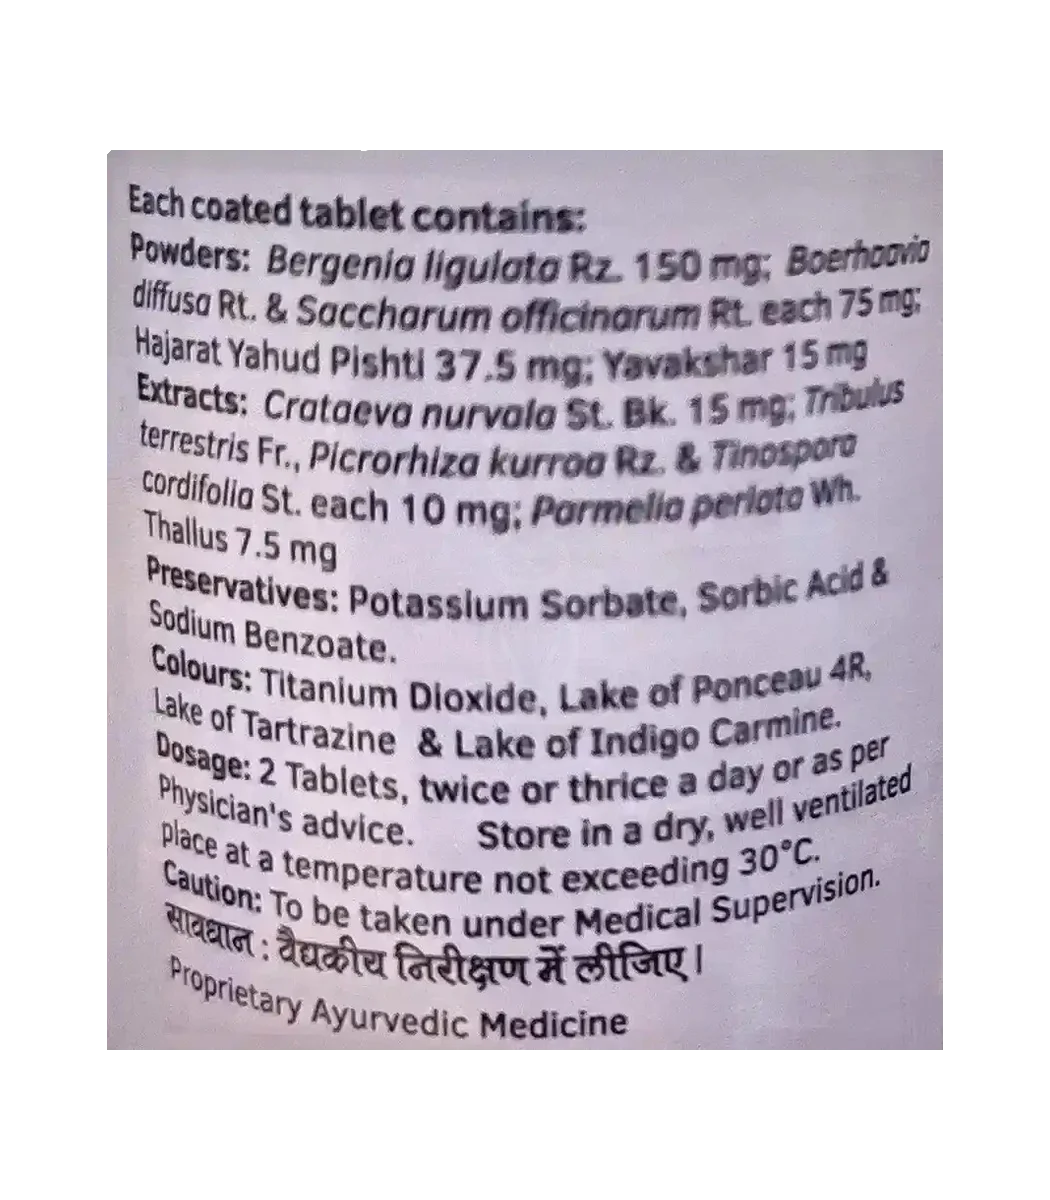 Each coated tablet contains:
Powders: Bergenia ligulata Rz. 150 mg; Boerhaavia
diffusa Rt. & Saccharum officinarum Rt. each 75 mg;
Hajarat Yahud Pishti 37.5 mg; Yavakshar 15 mg
Extracts: Crataeva nurvala St. Bk. 15 mg; Tribulus
terrestris Fr., Picrorhiza kurroa Rz. & Tinospora
cordifolia St. each 10 mg; Parmelia perlata Wh.
Thallus 7.5 mg
Preservatives: Potassium Sorbate, Sorbic Acid &
Sodium Benzoate.
Colours: Titanium Dioxide, Lake of Ponceau 4R,
Lake of Tartrazine & Lake of Indigo Carmine.
Dosage: 2 Tablets, twice or thrice a day or as per
Physician's advice. Store in a dry, well ventilated
place at a temperature not exceeding 30°C.
Caution: To be taken under Medical Supervision.
सावधान : वैद्यकीय निरीक्षण में लीजिए।
Proprietary Ayurvedic Medicine